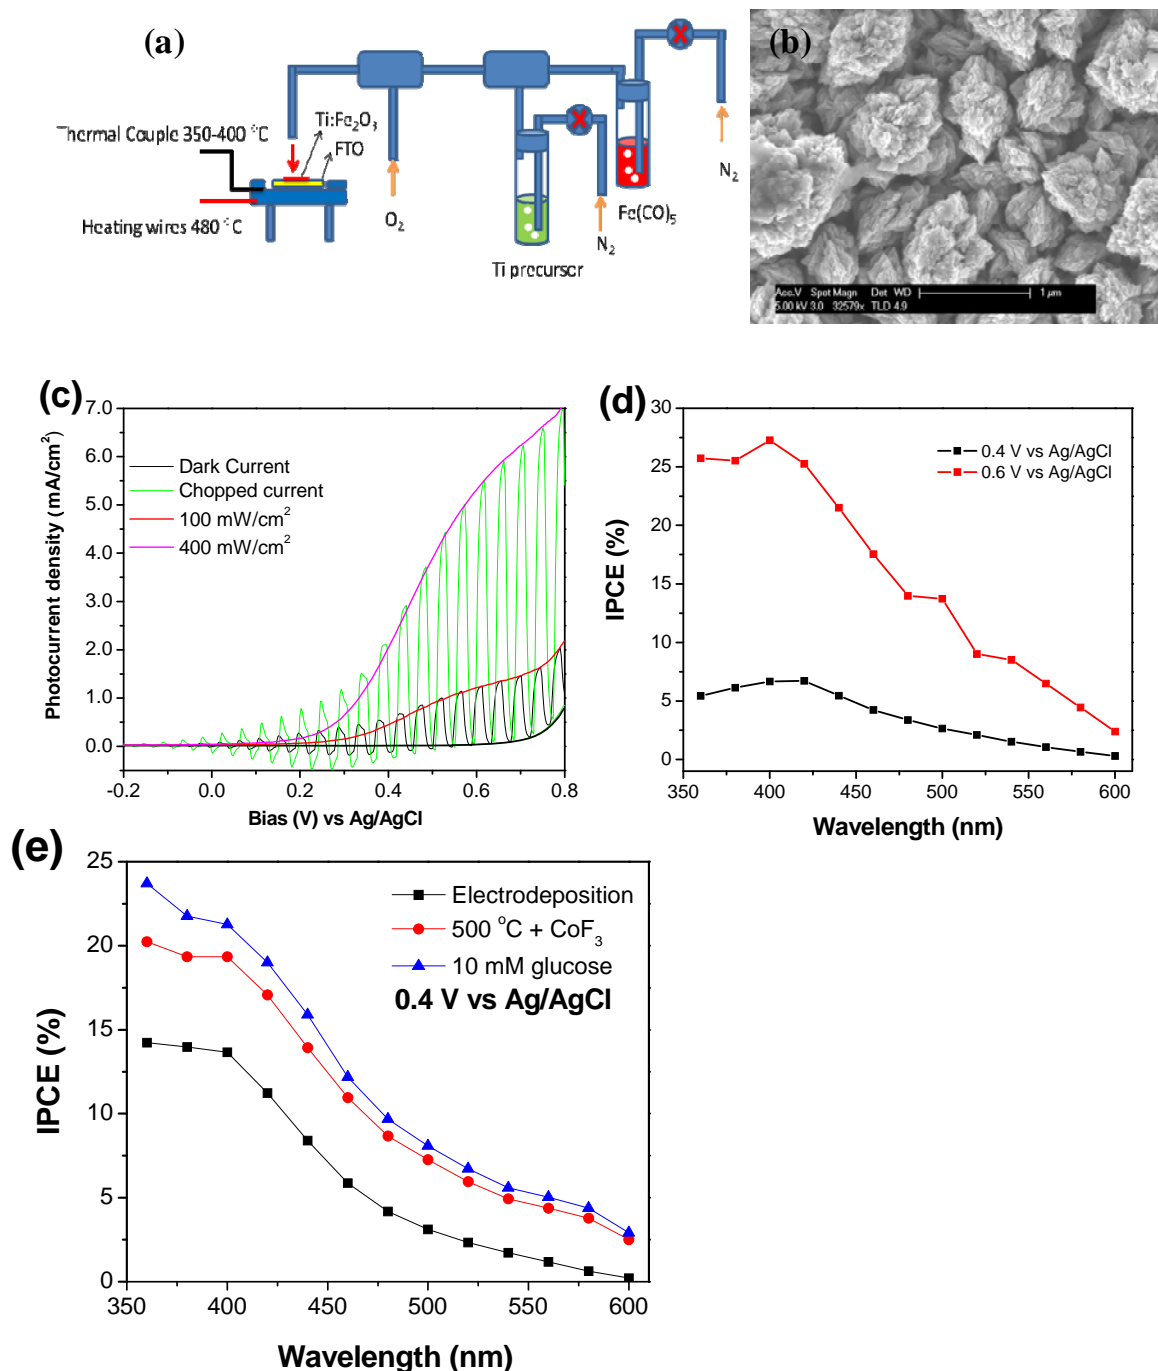 (a)
Ti:Fe₂O₃
Thermal Couple 350-400 °C
FTO
Heating wires 480 °C
O₂
Ti precursor
N₂
Fe(CO)₅
N₂
(b)
Acc.V Spot Magn Det WD 1 µm
5.00 kV 3.0 32579x TLD 4.9
(c)
Photocurrent density (mA/cm²)
7.0
6.0
5.0
4.0
3.0
2.0
1.0
0.0
Dark Current
Chopped current
100 mW/cm²
400 mW/cm²
-0.2 0.0 0.2 0.4 0.6 0.8
Bias (V) vs Ag/AgCl
(d)
IPCE (%)
30
25
20
15
10
5
0
0.4 V vs Ag/AgCl
0.6 V vs Ag/AgCl
350 400 450 500 550 600
Wavelength (nm)
(e)
IPCE (%)
25
20
15
10
5
0
Electrodeposition
500 °C + CoF₃
10 mM glucose
0.4 V vs Ag/AgCl
350 400 450 500 550 600
Wavelength (nm)